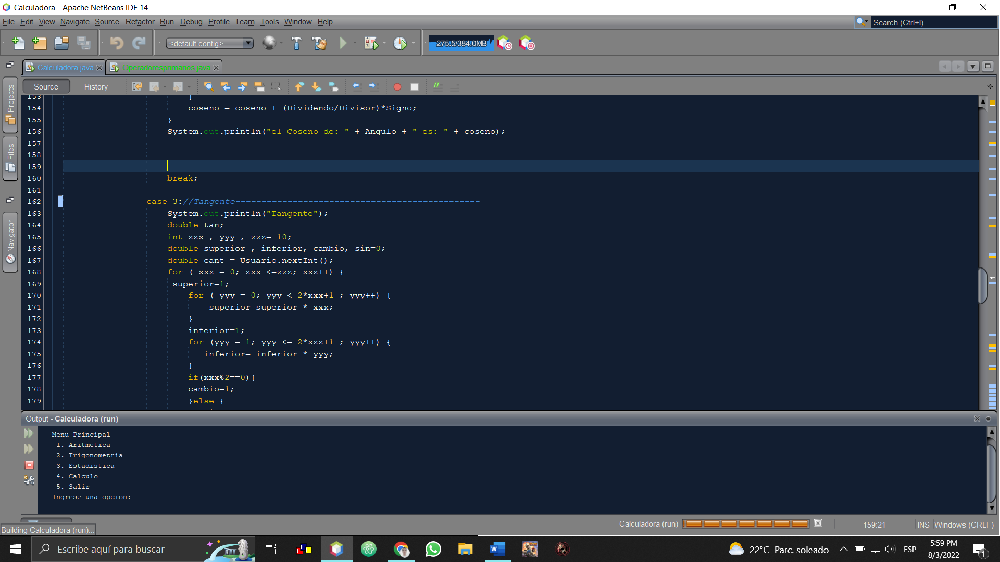 Calculadora - Apache NetBeans IDE 14
File Edit View Navigate Source Refactor Run Debug Profile Team Tools Window Help
Search (Ctrl+I)
<default config>
275.5/384.0MB
Calculadora.java
Operadoresprimarios.java
Source History
Projects
Files
Navigator
153 }
154 coseno = coseno + (Dividendo/Divisor)*Signo;
155 }
156 System.out.println("el Coseno de: " + Angulo + " es: " + coseno);
157
158
159
160 break;
161
162 case 3://Tangente-----------------------------------------------
163 System.out.println("Tangente");
164 double tan;
165 int xxx , yyy , zzz= 10;
166 double superior , inferior, cambio, sin=0;
167 double cant = Usuario.nextInt();
168 for ( xxx = 0; xxx <=zzz; xxx++) {
169 superior=1;
170 for ( yyy = 0; yyy < 2*xxx+1 ; yyy++) {
171 superior=superior * xxx;
172 }
173 inferior=1;
174 for (yyy = 1; yyy <= 2*xxx+1 ; yyy++) {
175 inferior= inferior * yyy;
176 }
177 if(xxx%2==0){
178 cambio=1;
179 }else {
Output - Calculadora (run)
Menu Principal
1. Aritmetica
2. Trigonometria
3. Estadistica
4. Calculo
5. Salir
Ingrese una opcion:
Calculadora (run)
159:21
INS
Windows (CRLF)
Building Calculadora (run)...
Escribe aquí para buscar
22°C Parc. soleado
ESP
5:59 PM
8/3/2022
1